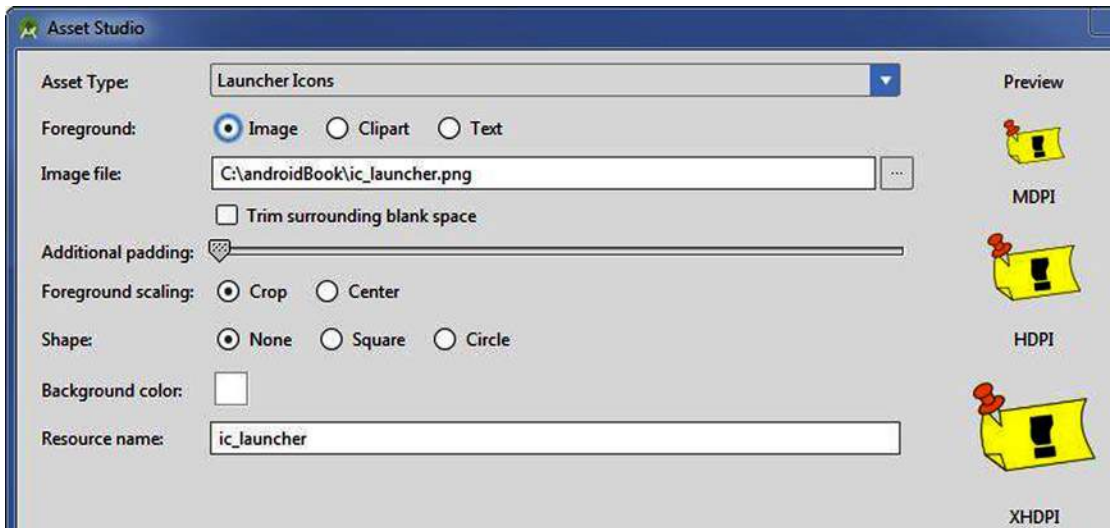 Asset Studio
Asset Type: Launcher Icons
Preview
Foreground: Image Clipart Text
Image file: C:\androidBook\ic_launcher.png ...
MDPI
Trim surrounding blank space
Additional padding:
Foreground scaling: Crop Center
Shape: None Square Circle
HDPI
Background color:
Resource name: ic_launcher
XHDPI